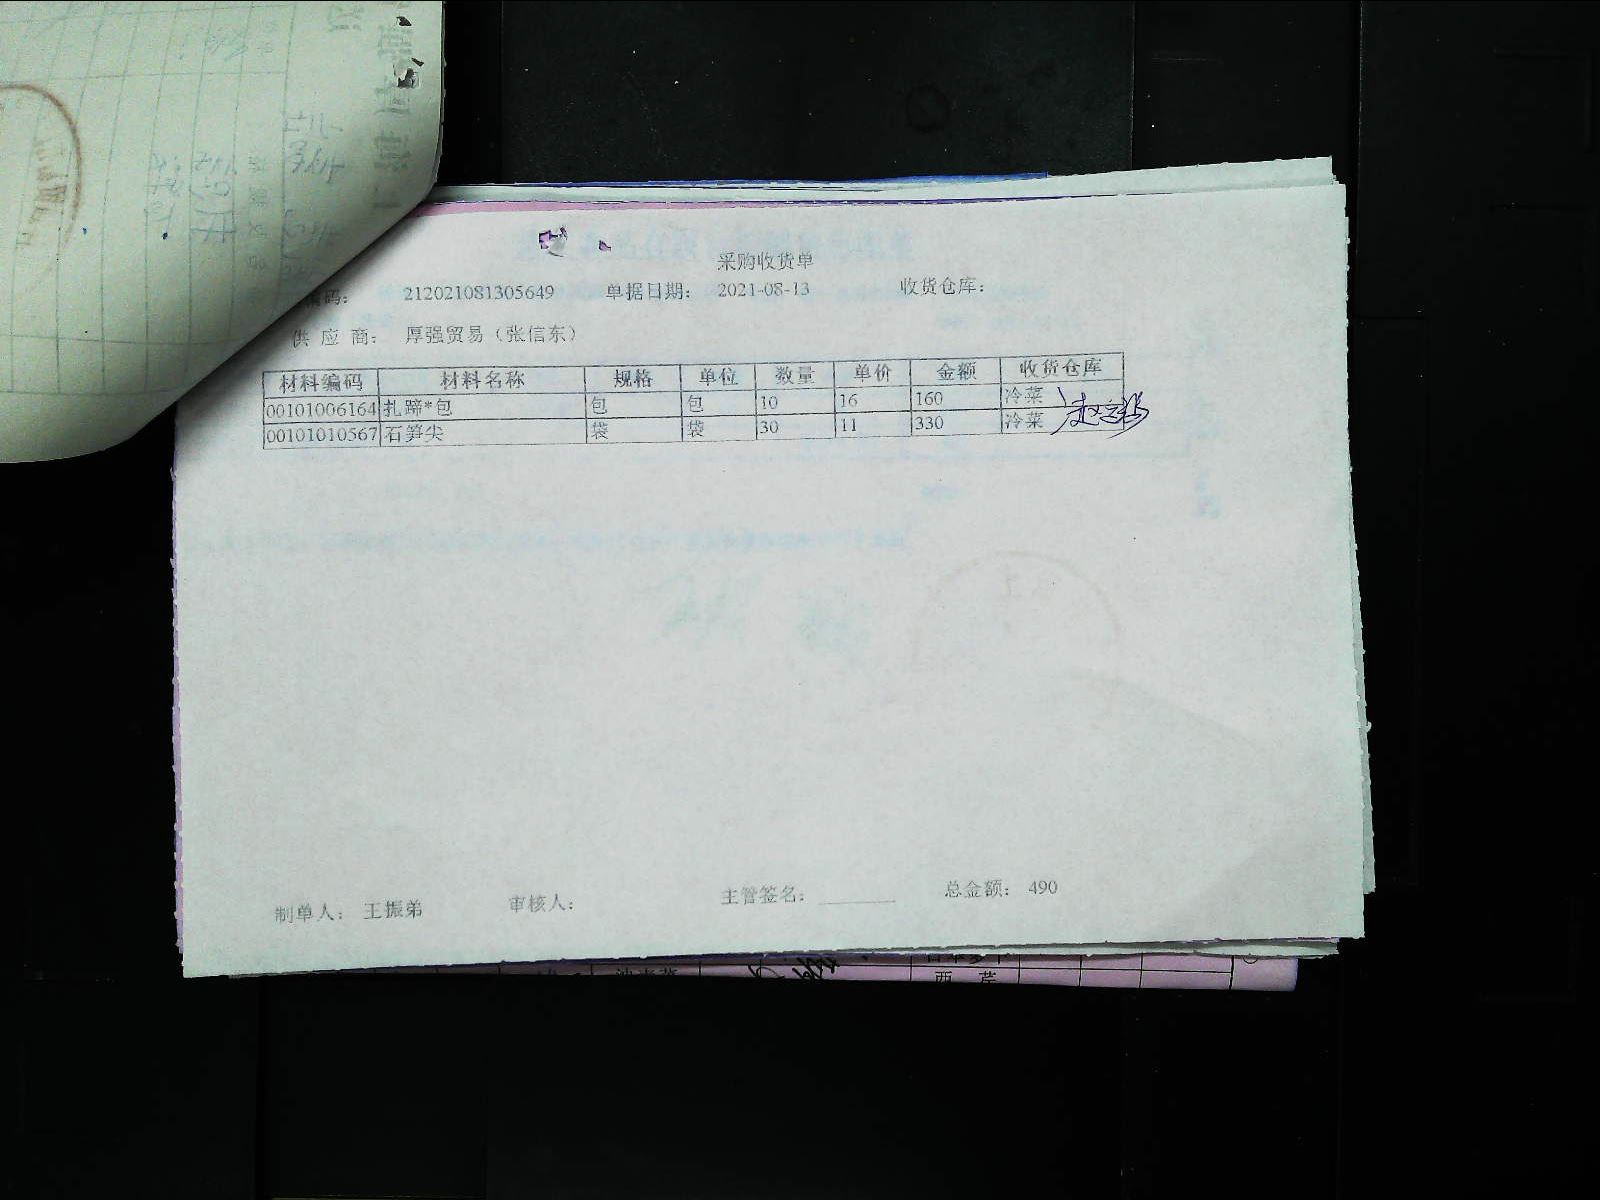 采购收货单
编码： 212021081305649 单据日期： 2021-08-13 收货仓库：
供 应 商： 厚强贸易（张信东）
材料编码 材料名称 规格 单位 数量 单价 金额 收货仓库
00101006164 扎蹄*包 包 包 10 16 160 冷菜
00101010567 石笋尖 袋 袋 30 11 330 冷菜
制单人： 王振弟 审核人： 主管签名： 总金额： 490
西 芹